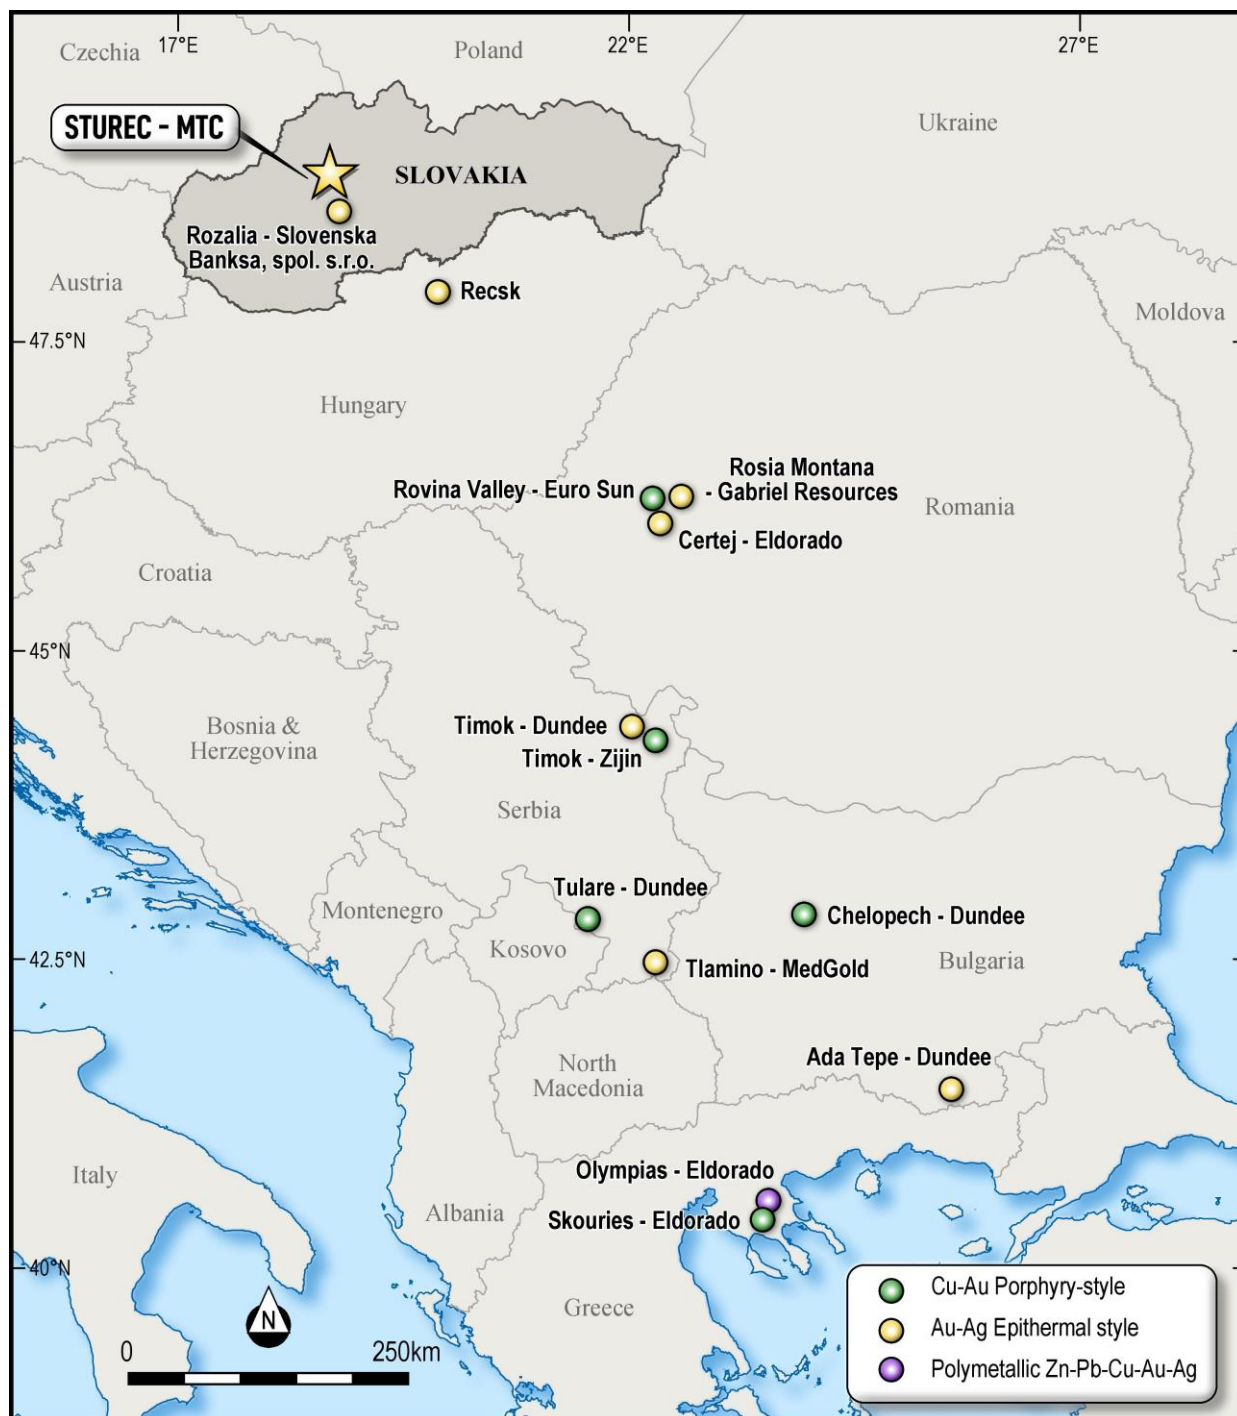 17°E
22°E
27°E
Czechia
Poland
Ukraine
STUREC - MTC
SLOVAKIA
Rozalia - Slovenska
Banksa, spol. s.r.o.
Austria
Recsk
Moldova
47.5°N
Hungary
Rosia Montana
- Gabriel Resources
Rovina Valley - Euro Sun
Romania
Certej - Eldorado
Croatia
45°N
Bosnia &
Herzegovina
Timok - Dundee
Timok - Zijin
Serbia
Tulare - Dundee
Montenegro
Chelopech - Dundee
Kosovo
42.5°N
Tlamino - MedGold
Bulgaria
Ada Tepe - Dundee
North
Macedonia
Italy
Olympias - Eldorado
Albania
Skouries - Eldorado
40°N
Greece
N
0
250km
Cu-Au Porphyry-style
Au-Ag Epithermal style
Polymetallic Zn-Pb-Cu-Au-Ag